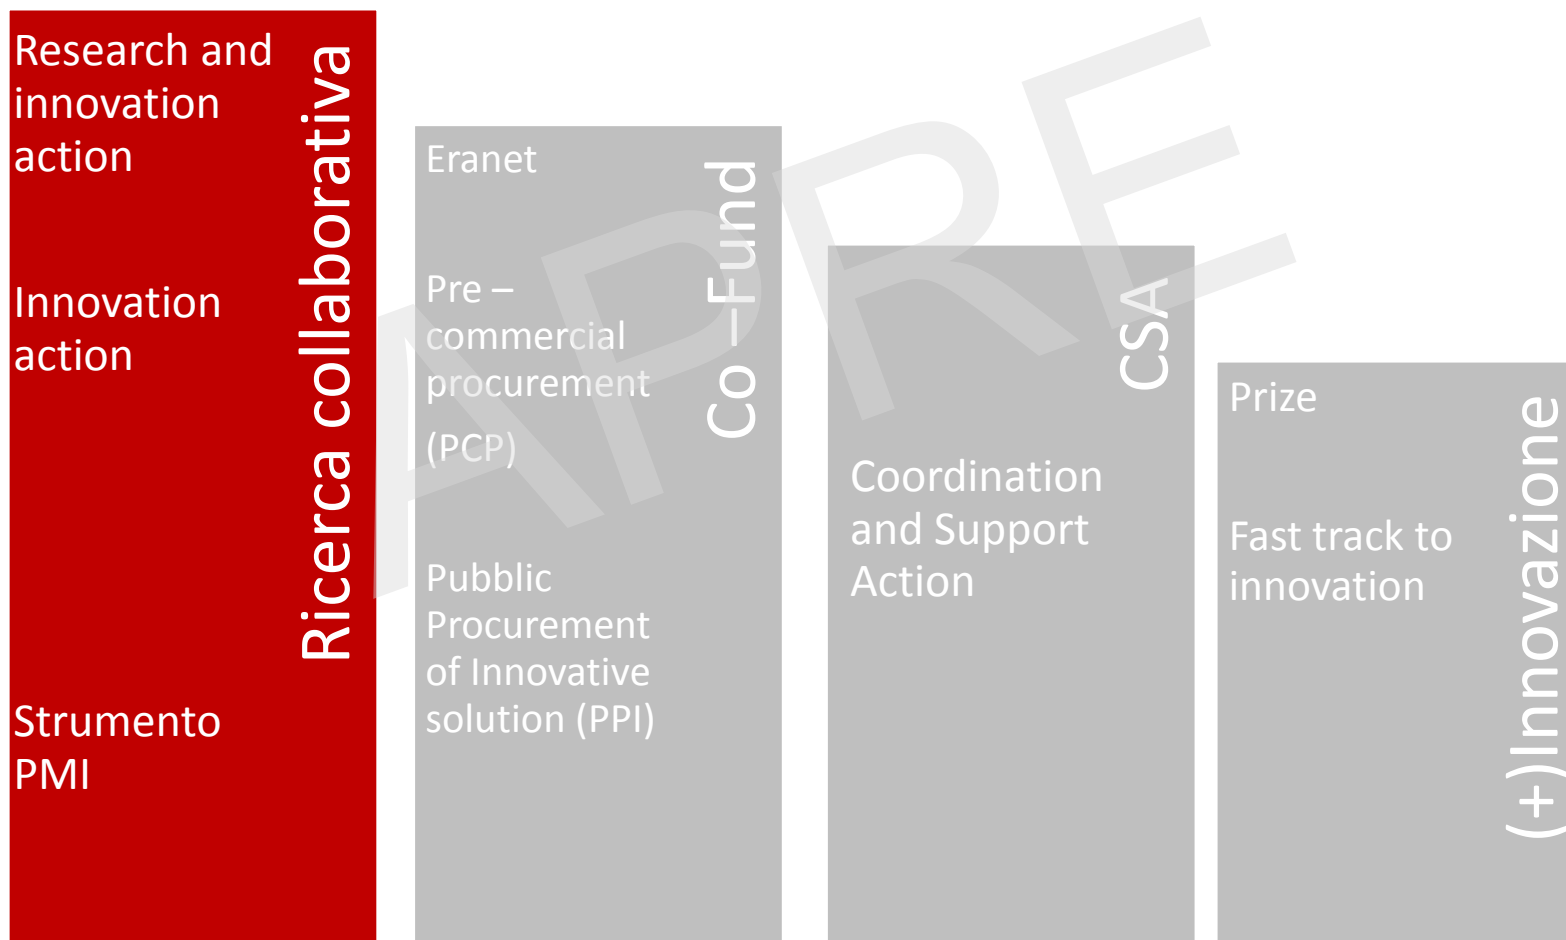 Research and
innovation
action
Innovation
action
Strumento
PMI
Ricerca collaborativa
Eranet
Pre –
commercial
procurement
(PCP)
Pubblic
Procurement
of Innovative
solution (PPI)
Co –Fund
Coordination
and Support
Action
CSA
Prize
Fast track to
innovation
(+)Innovazione
APRE